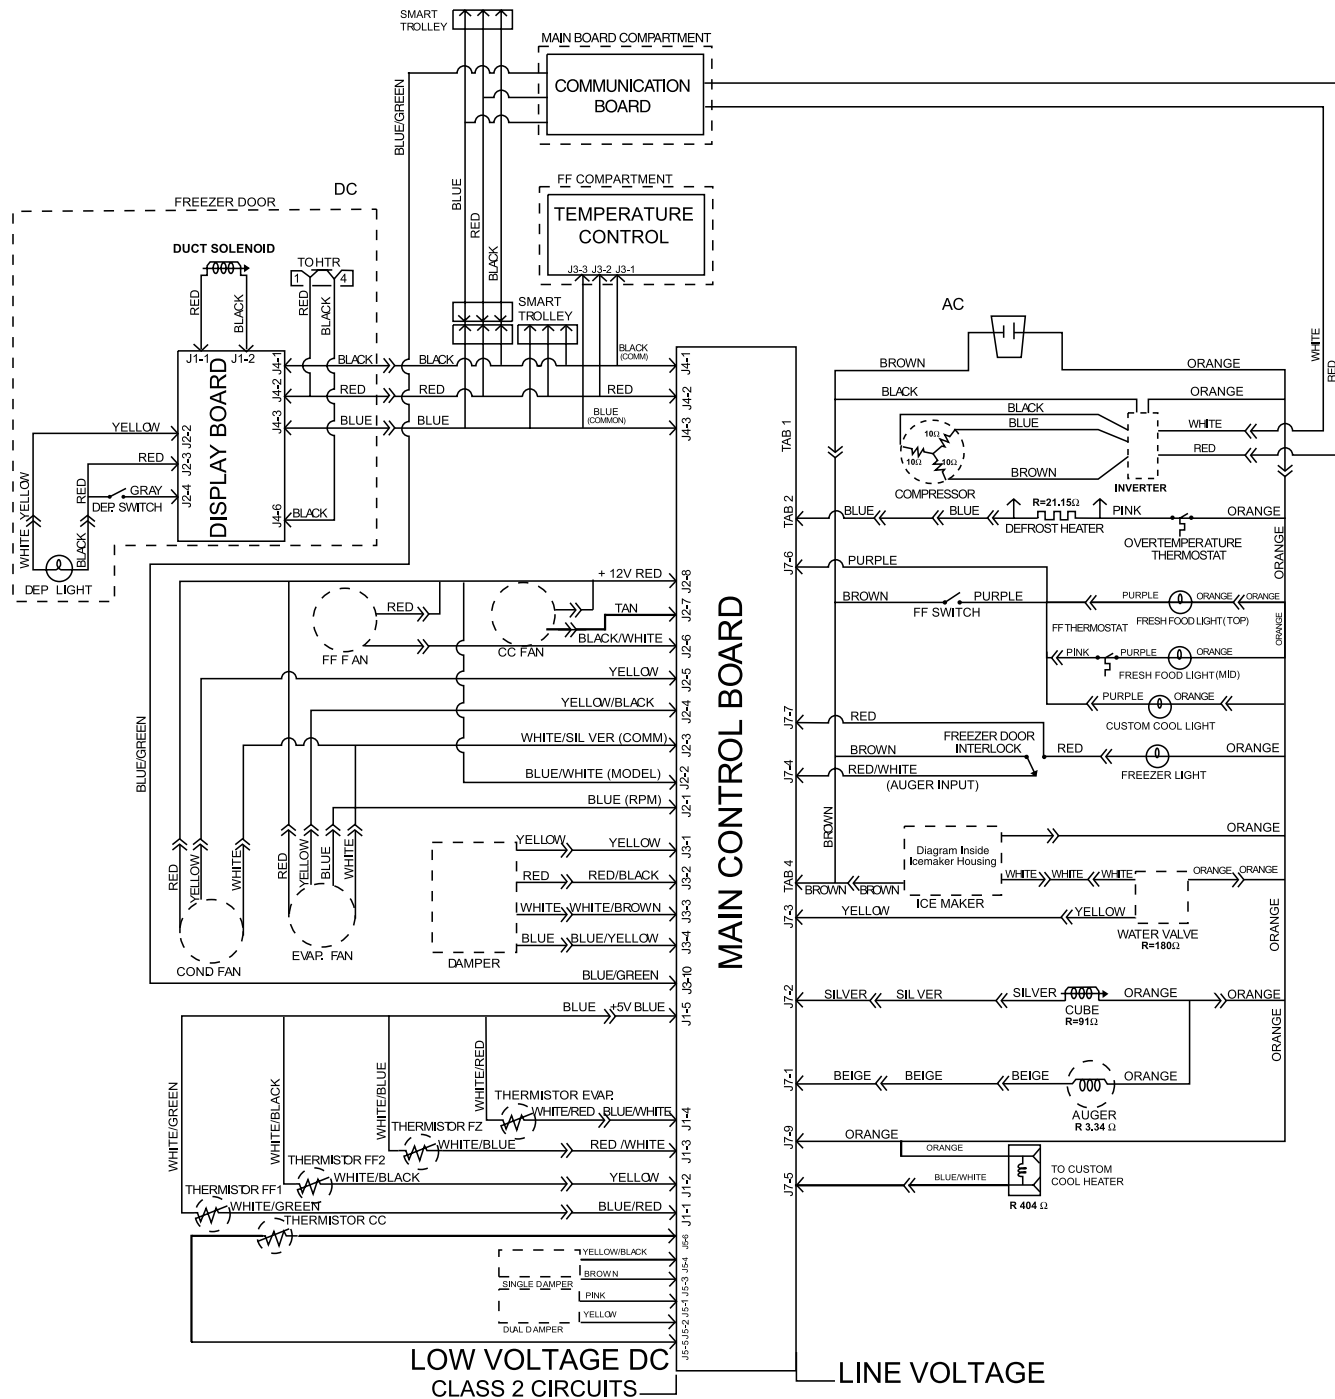 SMART
TROLLEY
MAIN BOARD COMPARTMENT
COMMUNICATION
BOARD
BLUE/GREEN
BLUE
RED
BLACK
WHITE
RED
FF COMPARTMENT
TEMPERATURE
CONTROL
J3-3 J3-2 J3-1
DC
FREEZER DOOR
DUCT SOLENOID
TO HTR
1
4
RED
BLACK
RED
BLACK
SMART
TROLLEY
J1-1
J1-2
J4-1
J4-2
J4-3
J4-6
J2-2
J2-3
J2-4
DISPLAY BOARD
BLACK
BLACK
BLACK
(COMM)
RED
RED
RED
BLUE
BLUE
BLUE
(COMMON)
J4-1
J4-2
J4-3
YELLOW
RED
GRAY
DEP. SWITCH
BLACK
YELLOW
WHITE
RED
BLACK
DEP LIGHT
AC
BROWN
ORANGE
BLACK
ORANGE
BLACK
BLUE
BROWN
10Ω
10Ω
10Ω
COMPRESSOR
INVERTER
WHITE
RED
TAB 1
TAB 2
BLUE
BLUE
R=21.15Ω
DEFROST HEATER
PINK
ORANGE
OVERTEMPERATURE
THERMOSTAT
ORANGE
J7-6
PURPLE
BROWN
PURPLE
FF SWITCH
PURPLE
ORANGE
ORANGE
FRESH FOOD LIGHT(TOP)
FF THERMOSTAT
ORANGE
PINK
PURPLE
ORANGE
FRESH FOOD LIGHT(MID)
PURPLE
ORANGE
CUSTOM COOL LIGHT
J7-7
RED
FREEZER DOOR
INTERLOCK
BROWN
RED
ORANGE
FREEZER LIGHT
J7-4
RED/WHITE
(AUGER INPUT)
BROWN
Diagram Inside
Icemaker Housing
ICE MAKER
ORANGE
TAB 4
BROWN
BROWN
WHITE
WHITE
WHITE
ORANGE
ORANGE
J7-3
YELLOW
YELLOW
WATER VALVE
R=180Ω
ORANGE
J7-2
SILVER
SIL VER
SILVER
ORANGE
ORANGE
CUBE
R=91Ω
ORANGE
J7-1
BEIGE
BEIGE
BEIGE
ORANGE
AUGER
R 3.34 Ω
J7-9
ORANGE
ORANGE
J7-5
BLUE/WHITE
TO CUSTOM
COOL HEATER
R 404 Ω
MAIN CONTROL BOARD
+ 12V RED
J2-8
RED
FF F AN
CC FAN
TAN
J2-7
BLACK/WHITE
J2-6
YELLOW
J2-5
YELLOW/BLACK
J2-4
WHITE/SIL VER (COMM)
J2-3
BLUE/WHITE (MODEL)
J2-2
BLUE (RPM)
J2-1
BLUE/GREEN
RED
YELLOW
WHITE
COND FAN
RED
YELLOW
BLUE
WHITE
EVAP. FAN
YELLOW
YELLOW
J3-1
RED
RED/BLACK
J3-2
WHITE
WHITE/BROWN
J3-3
BLUE
BLUE/YELLOW
J3-4
DAMPER
BLUE/GREEN
J3-10
BLUE
+5V BLUE
J1-5
WHITE/GREEN
WHITE/BLACK
WHITE/BLUE
WHITE/RED
THERMISTOR EVAP.
WHITE/RED
BLUE/WHITE
J1-4
THERMISTOR FZ
WHITE/BLUE
RED /WHITE
J1-3
THERMISTOR FF2
WHITE/BLACK
YELLOW
J1-2
THERMISTOR FF1
WHITE/GREEN
BLUE/RED
J1-1
THERMISTOR CC
J5-6
YELLOW/BLACK
J5-4
BROWN
J5-3
SINGLE DAMPER
PINK
J5-1
YELLOW
J5-2
DUAL DAMPER
J5-5
LOW VOLTAGE DC
CLASS 2 CIRCUITS
LINE VOLTAGE